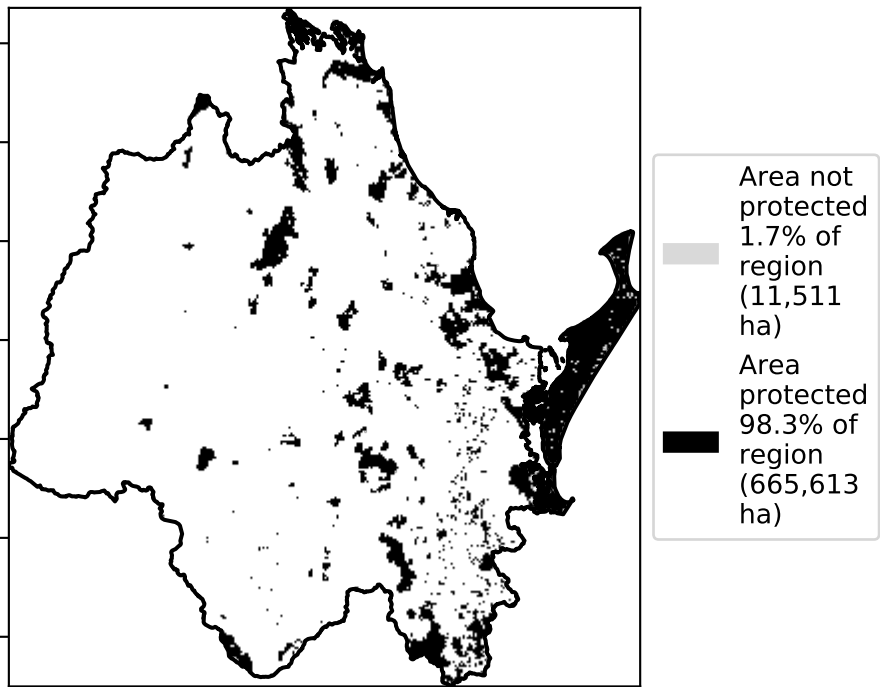 Area not
protected
1.7% of
region
(11,511
ha)
Area
protected
98.3% of
region
(665,613
ha)